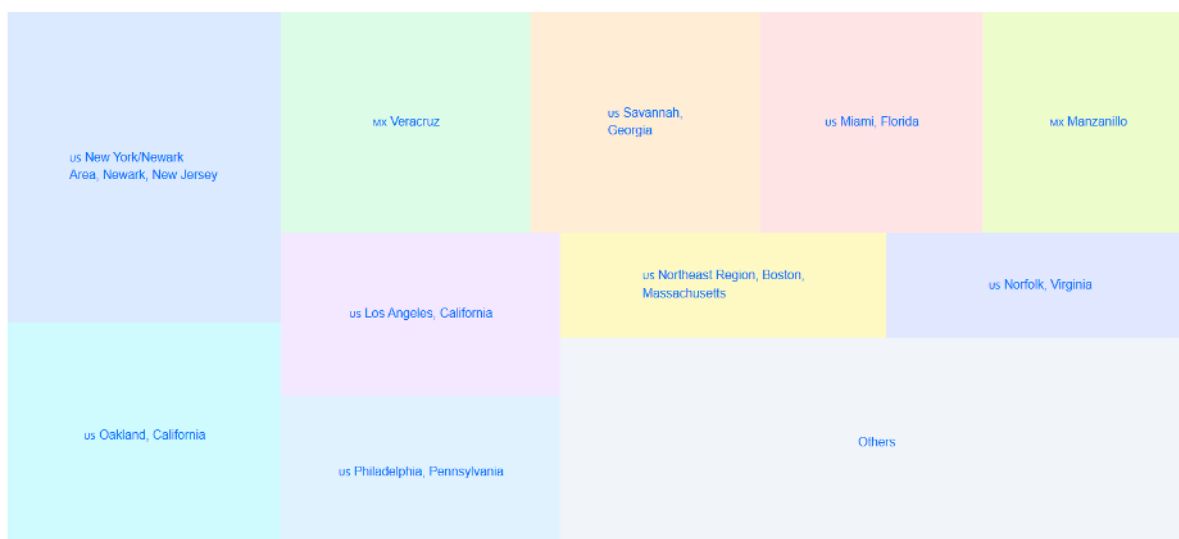 US New York/Newark
Area, Newark, New Jersey
MX Veracruz
US Savannah,
Georgia
US Miami, Florida
MX Manzanillo
US Los Angeles, California
US Northeast Region, Boston,
Massachusetts
US Norfolk, Virginia
US Oakland, California
US Philadelphia, Pennsylvania
Others